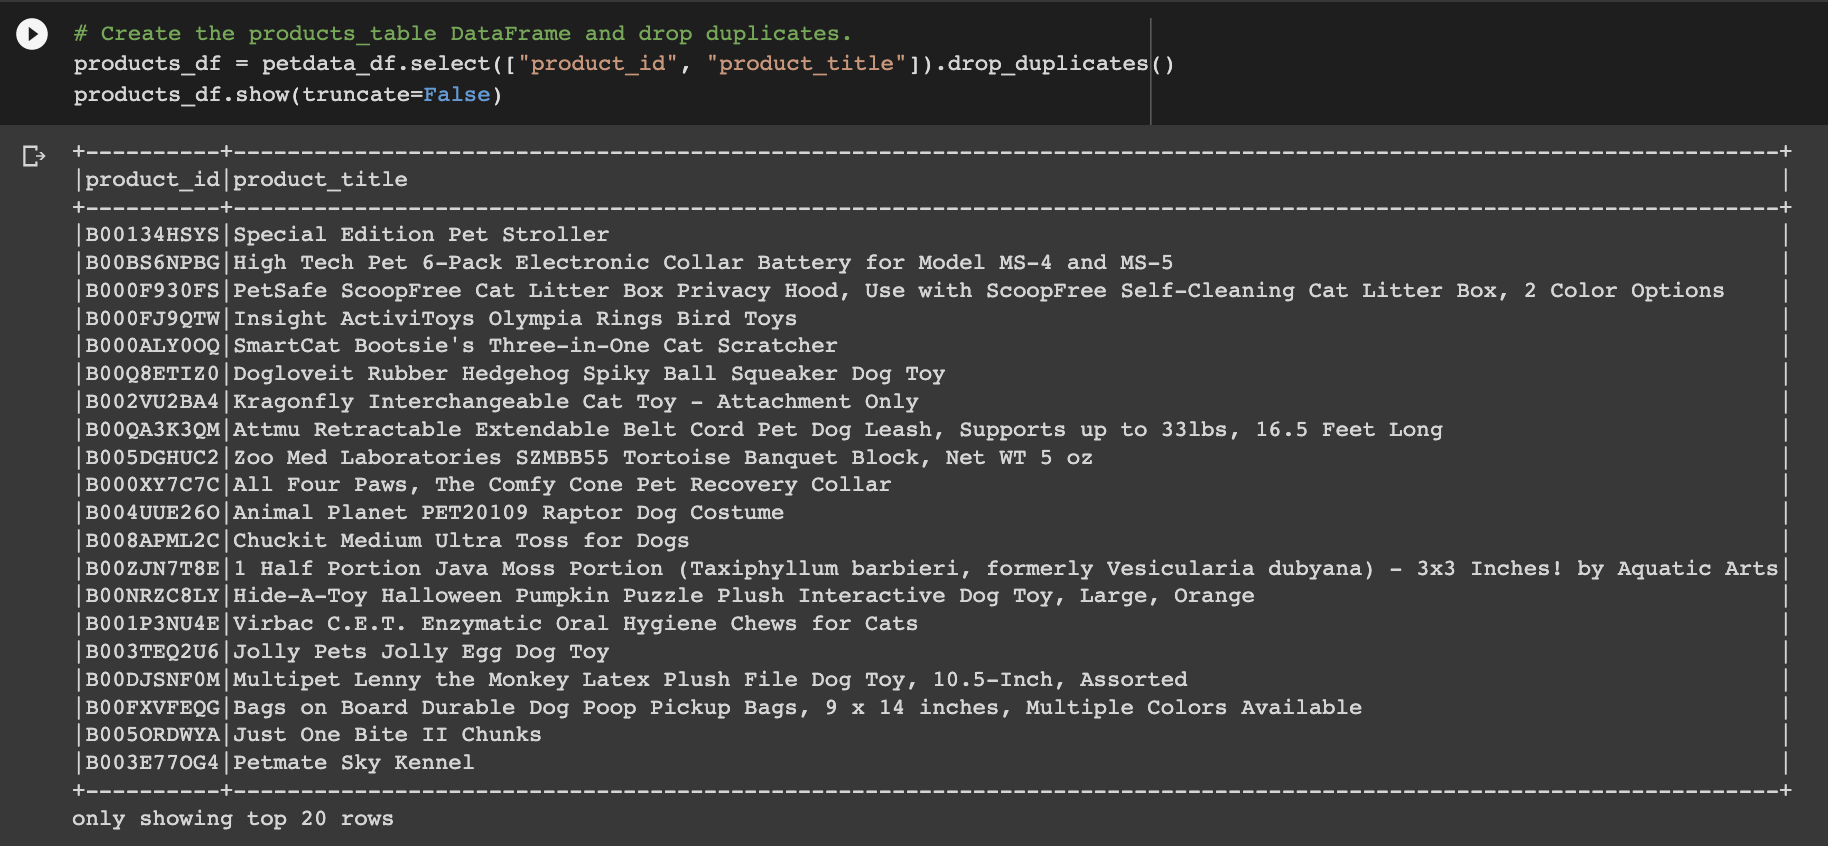 # Create the products_table DataFrame and drop duplicates.
products_df = petdata_df.select(["product_id", "product_title"]).drop_duplicates()
products_df.show(truncate=False)
+----------+-------------------------------------------------------------------------------------------------------------------+
|product_id|product_title                                                                                                      |
+----------+-------------------------------------------------------------------------------------------------------------------+
|B00134HSYS|Special Edition Pet Stroller                                                                                       |
|B00BS6NPBG|High Tech Pet 6-Pack Electronic Collar Battery for Model MS-4 and MS-5                                             |
|B000F930FS|PetSafe ScoopFree Cat Litter Box Privacy Hood, Use with ScoopFree Self-Cleaning Cat Litter Box, 2 Color Options    |
|B000FJ9QTW|Insight ActiviToys Olympia Rings Bird Toys                                                                         |
|B000ALY0OQ|SmartCat Bootsie's Three-in-One Cat Scratcher                                                                      |
|B00Q8ETIZ0|Dogloveit Rubber Hedgehog Spiky Ball Squeaker Dog Toy                                                              |
|B002VU2BA4|Kragonfly Interchangeable Cat Toy - Attachment Only                                                                |
|B00QA3K3QM|Attmu Retractable Extendable Belt Cord Pet Dog Leash, Supports up to 33lbs, 16.5 Feet Long                         |
|B005DGHUC2|Zoo Med Laboratories SZMBB55 Tortoise Banquet Block, Net WT 5 oz                                                   |
|B000XY7C7C|All Four Paws, The Comfy Cone Pet Recovery Collar                                                                  |
|B004UUE26O|Animal Planet PET20109 Raptor Dog Costume                                                                          |
|B008APML2C|Chuckit Medium Ultra Toss for Dogs                                                                                 |
|B00ZJN7T8E|1 Half Portion Java Moss Portion (Taxiphyllum barbieri, formerly Vesicularia dubyana) - 3x3 Inches! by Aquatic Arts|
|B00NRZC8LY|Hide-A-Toy Halloween Pumpkin Puzzle Plush Interactive Dog Toy, Large, Orange                                       |
|B001P3NU4E|Virbac C.E.T. Enzymatic Oral Hygiene Chews for Cats                                                                |
|B003TEQ2U6|Jolly Pets Jolly Egg Dog Toy                                                                                       |
|B00DJSNF0M|Multipet Lenny the Monkey Latex Plush File Dog Toy, 10.5-Inch, Assorted                                            |
|B00FXVFEQG|Bags on Board Durable Dog Poop Pickup Bags, 9 x 14 inches, Multiple Colors Available                               |
|B005ORDWYA|Just One Bite II Chunks                                                                                            |
|B003E77OG4|Petmate Sky Kennel                                                                                                 |
+----------+-------------------------------------------------------------------------------------------------------------------+
only showing top 20 rows